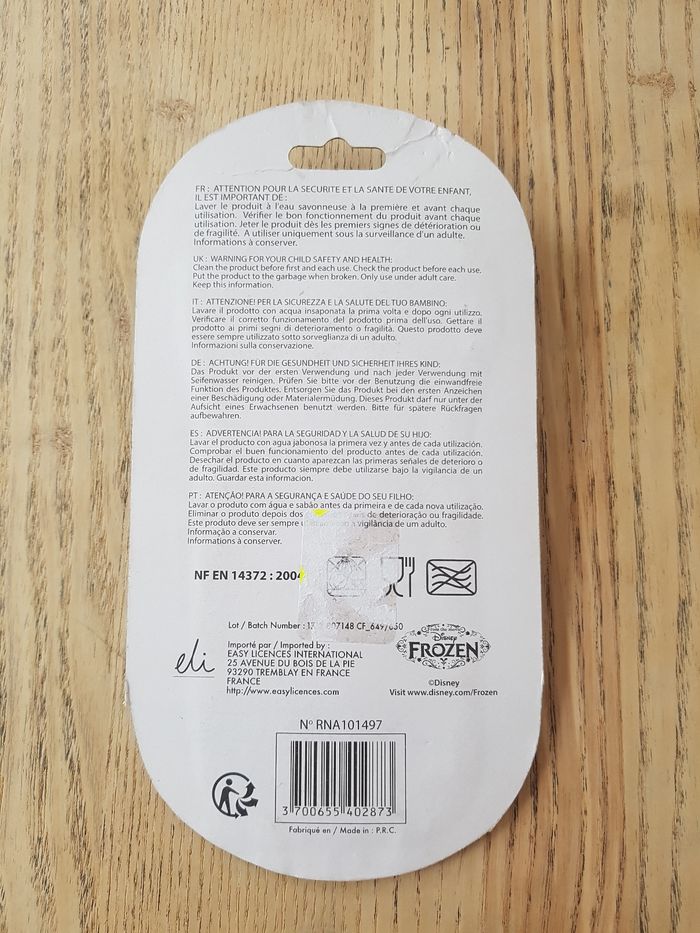 FR : ATTENTION POUR LA SECURITE ET LA SANTE DE VOTRE ENFANT,
IL EST IMPORTANT DE :
Laver le produit à l'eau savonneuse à la première et avant chaque
utilisation. Vérifier le bon fonctionnement du produit avant chaque
utilisation. Jeter le produit dès les premiers signes de détérioration ou
de fragilité. A utiliser uniquement sous la surveillance d'un adulte.
Informations à conserver.
UK : WARNING FOR YOUR CHILD SAFETY AND HEALTH:
Clean the product before first and each use. Check the product before each use.
Put the product to the garbage when broken. Only use under adult care.
Keep this information.
IT : ATTENZIONE! PER LA SICUREZZA E LA SALUTE DEL TUO BAMBINO:
Lavare il prodotto con acqua insaponata la prima volta e dopo ogni utilizzo.
Verificare il corretto funzionamento del prodotto prima dell'uso. Gettare il
prodotto ai primi segni di deterioramento o fragilità. Questo prodotto deve
essere sempre utilizzato sotto sorveglianza di un adulto.
Informazioni sulla conservazione.
DE : ACHTUNG! FÜR DIE GESUNDHEIT UND SICHERHEIT IHRES KIND:
Das Produkt vor der ersten Verwendung und nach jeder Verwendung mit
Seifenwasser reinigen. Prüfen Sie bitte vor der Benutzung die einwandfreie
Funktion des Produktes. Entsorgen Sie das Produkt bei den ersten Anzeichen
einer Beschädigung oder Materialermüdung. Dieses Produkt darf nur unter der
Aufsicht eines Erwachsenen benutzt werden. Bitte für spätere Rückfragen
aufbewahren.
ES : ADVERTENCIA! PARA LA SEGURIDAD Y LA SALUD DE SU HIJO:
Lavar el producto con agua jabonosa la primera vez y antes de cada utilización.
Comprobar el buen funcionamiento del producto antes de cada utilización.
Desechar el producto en cuanto aparezcan las primeras señales de deterioro o
de fragilidad. Este producto siempre debe utilizarse bajo la vigilancia de un
adulto. Guardar esta informacion.
PT : ATENÇÃO! PARA A SEGURANÇA E SAÚDE DO SEU FILHO:
Lavar o produto com água e sabão antes da primeira e de cada nova utilização.
Eliminar o produto depois dos de deterioração ou fragilidade.
Este produto deve ser sempre a vigilância de um adulto.
Informação a conservar.
Informations à conserver.
NF EN 14372 : 2004
Lot / Batch Number : CF_649/650
eli
Importé par / Imported by :
EASY LICENCES INTERNATIONAL
25 AVENUE DU BOIS DE LA PIE
93290 TREMBLAY EN FRANCE
FRANCE
http://www.easylicences.com
From the Movie
Disney
FROZEN
©Disney
Visit www.disney.com/Frozen
Nº RNA101497
3 700655 402873
Fabriqué en / Made in : P.R.C.